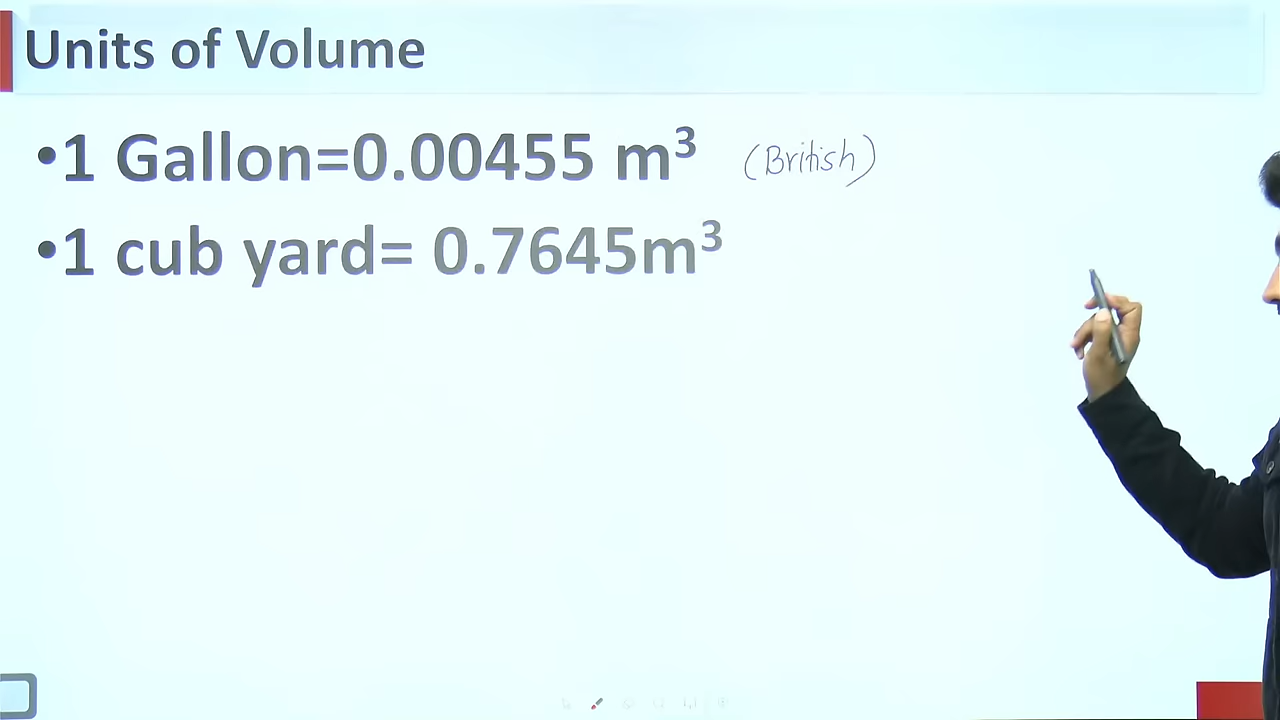 Units of Volume
•1 Gallon=0.00455 m³ (British)
•1 cub yard= 0.7645m³